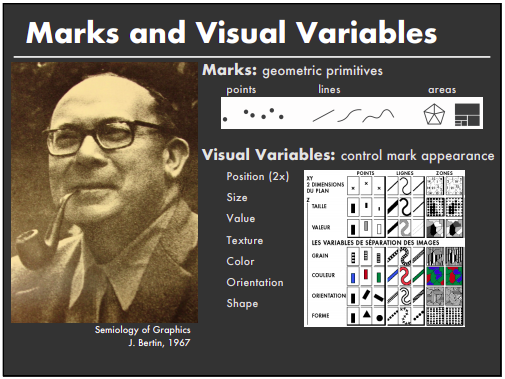 Marks and Visual Variables
Marks: geometric primitives
points lines areas
Visual Variables: control mark appearance
Position (2x)
Size
Value
Texture
Color
Orientation
Shape
POINTS LIGNES ZONES
XY
2 DIMENSIONS
DU PLAN
Z
TAILLE
VALEUR
LES VARIABLES DE SÉPARATION DES IMAGES
GRAIN
COULEUR
ORIENTATION
FORME
Semiology of Graphics
J. Bertin, 1967